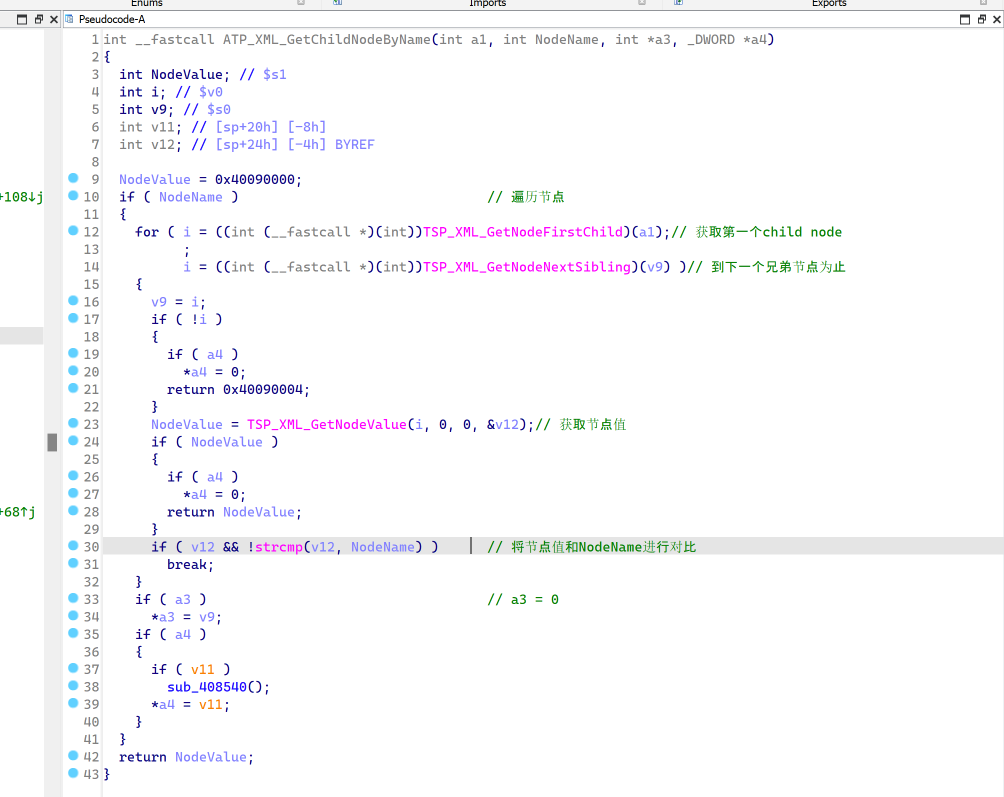 Enums
Imports
Exports
Pseudocode-A
+108↓j
+68↑j
1 int __fastcall ATP_XML_GetChildNodeByName(int a1, int NodeName, int *a3, _DWORD *a4)
2 {
3 int NodeValue; // $s1
4 int i; // $v0
5 int v9; // $s0
6 int v11; // [sp+20h] [-8h]
7 int v12; // [sp+24h] [-4h] BYREF
8
9 NodeValue = 0x40090000;
10 if ( NodeName ) // 遍历节点
11 {
12 for ( i = ((int (__fastcall *)(int))TSP_XML_GetNodeFirstChild)(a1);// 获取第一个child node
13 ;
14 i = ((int (__fastcall *)(int))TSP_XML_GetNodeNextSibling)(v9) )// 到下一个兄弟节点为止
15 {
16 v9 = i;
17 if ( !i )
18 {
19 if ( a4 )
20 *a4 = 0;
21 return 0x40090004;
22 }
23 NodeValue = TSP_XML_GetNodeValue(i, 0, 0, &v12);// 获取节点值
24 if ( NodeValue )
25 {
26 if ( a4 )
27 *a4 = 0;
28 return NodeValue;
29 }
30 if ( v12 && !strcmp(v12, NodeName) ) // 将节点值和NodeName进行对比
31 break;
32 }
33 if ( a3 ) // a3 = 0
34 *a3 = v9;
35 if ( a4 )
36 {
37 if ( v11 )
38 sub_408540();
39 *a4 = v11;
40 }
41 }
42 return NodeValue;
43 }